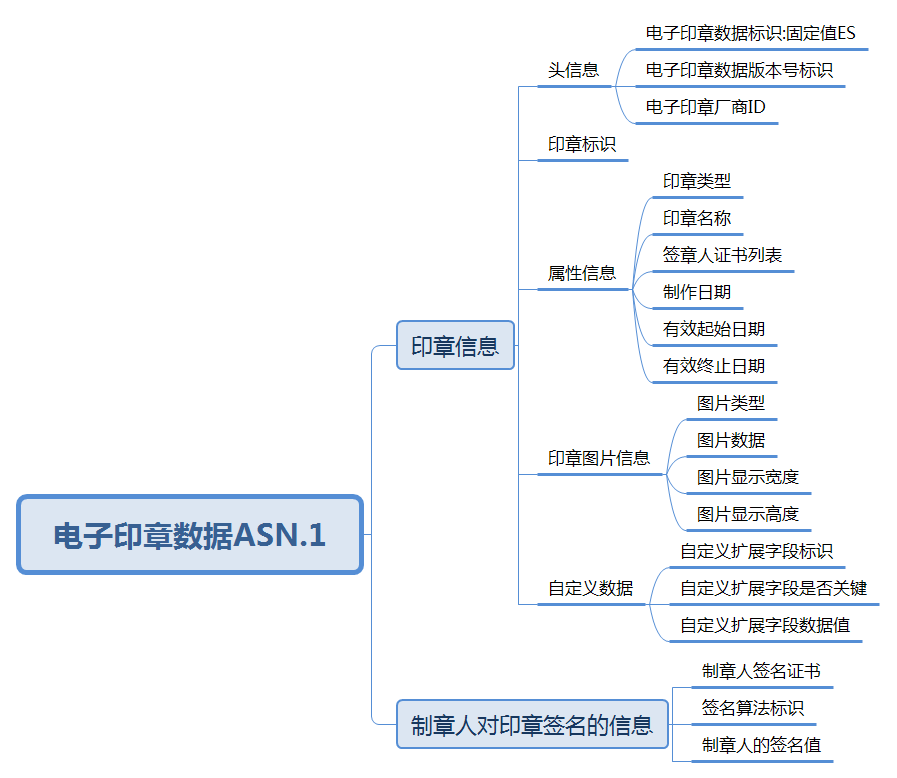 电子印章数据ASN.1
印章信息
头信息
电子印章数据标识:固定值ES
电子印章数据版本号标识
电子印章厂商ID
印章标识
属性信息
印章类型
印章名称
签章人证书列表
制作日期
有效起始日期
有效终止日期
印章图片信息
图片类型
图片数据
图片显示宽度
图片显示高度
自定义数据
自定义扩展字段标识
自定义扩展字段是否关键
自定义扩展字段数据值
制章人对印章签名的信息
制章人签名证书
签名算法标识
制章人的签名值